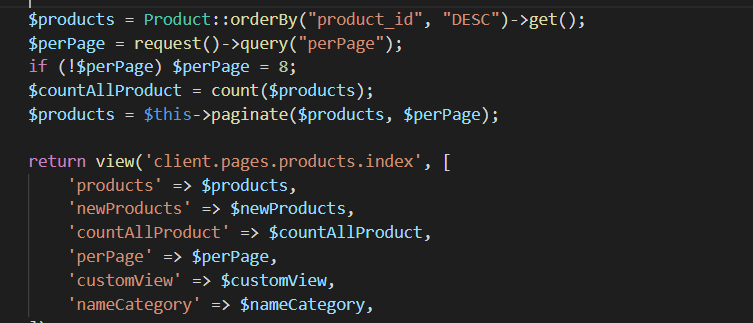 $products = Product::orderBy("product_id", "DESC")->get();
$perPage = request()->query("perPage");
if (!$perPage) $perPage = 8;
$countAllProduct = count($products);
$products = $this->paginate($products, $perPage);
return view('client.pages.products.index', [
'products' => $products,
'newProducts' => $newProducts,
'countAllProduct' => $countAllProduct,
'perPage' => $perPage,
'customView' => $customView,
'nameCategory' => $nameCategory,